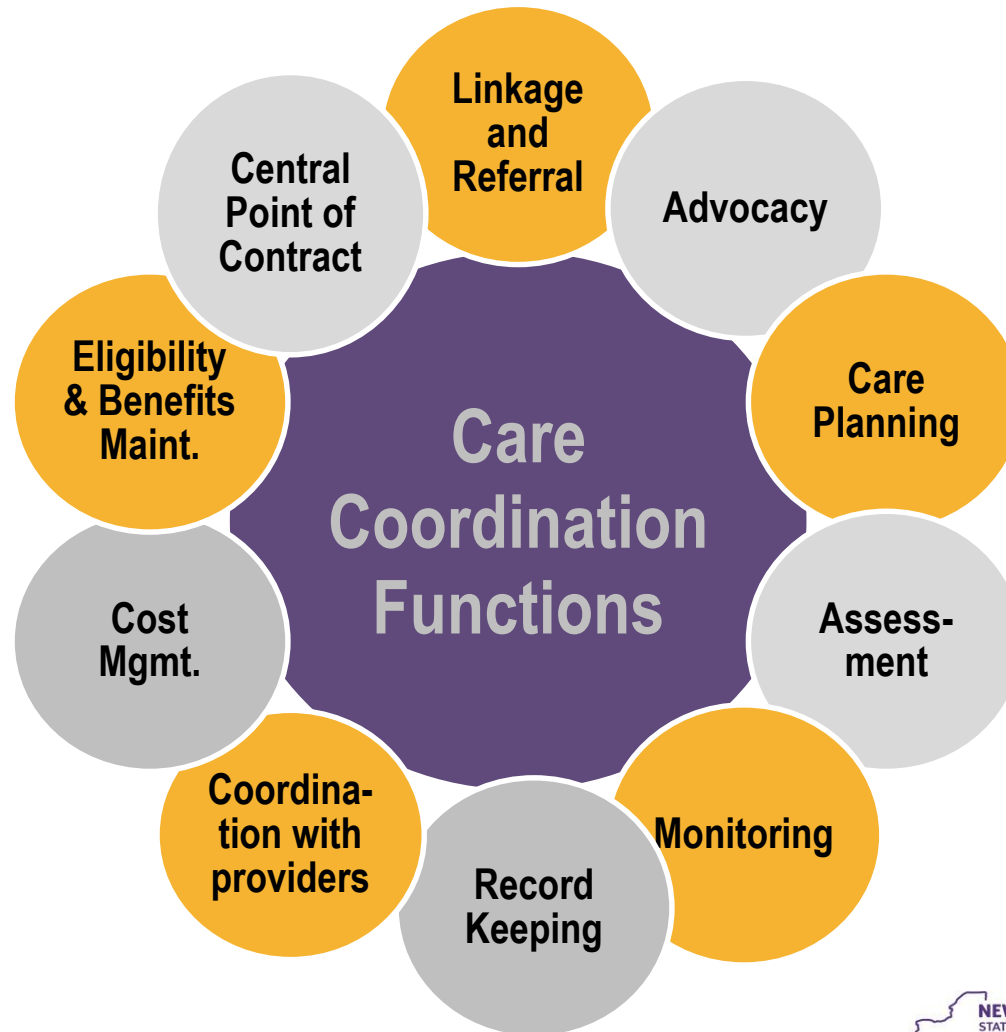 Linkage
and
Referral
Advocacy
Care
Planning
Assess-
ment
Monitoring
Record
Keeping
Coordina-
tion with
providers
Cost
Mgmt.
Eligibility
& Benefits
Maint.
Central
Point of
Contract
Care
Coordination
Functions